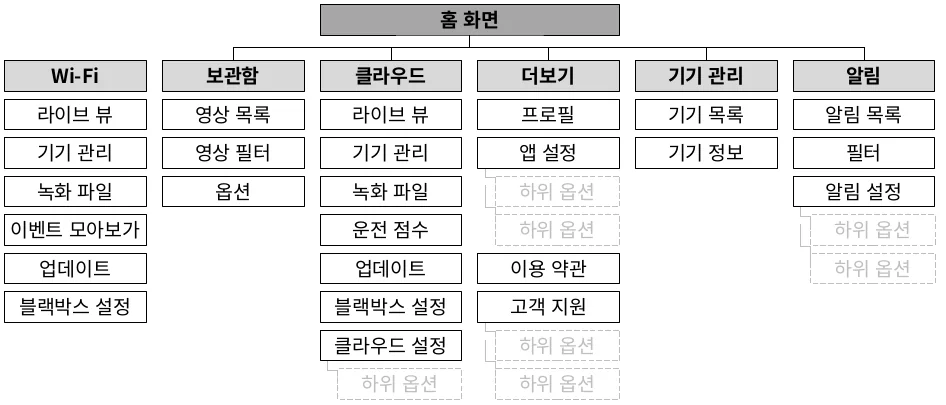 홈 화면
Wi-Fi
라이브 뷰
기기 관리
녹화 파일
이벤트 모아보가
업데이트
블랙박스 설정
보관함
영상 목록
영상 필터
옵션
클라우드
라이브 뷰
기기 관리
녹화 파일
운전 점수
업데이트
블랙박스 설정
클라우드 설정
하위 옵션
더보기
프로필
앱 설정
하위 옵션
하위 옵션
이용 약관
고객 지원
하위 옵션
하위 옵션
기기 관리
기기 목록
기기 정보
알림
알림 목록
필터
알림 설정
하위 옵션
하위 옵션